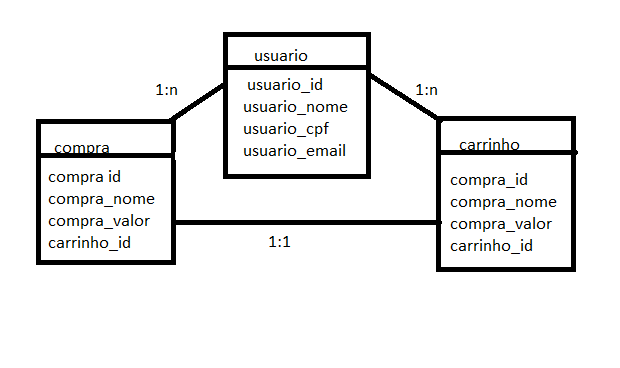 usuario
usuario_id
usuario_nome
usuario_cpf
usuario_email
1:n
1:n
compra
compra id
compra_nome
compra_valor
carrinho_id
carrinho
compra_id
compra_nome
compra_valor
carrinho_id
1:1